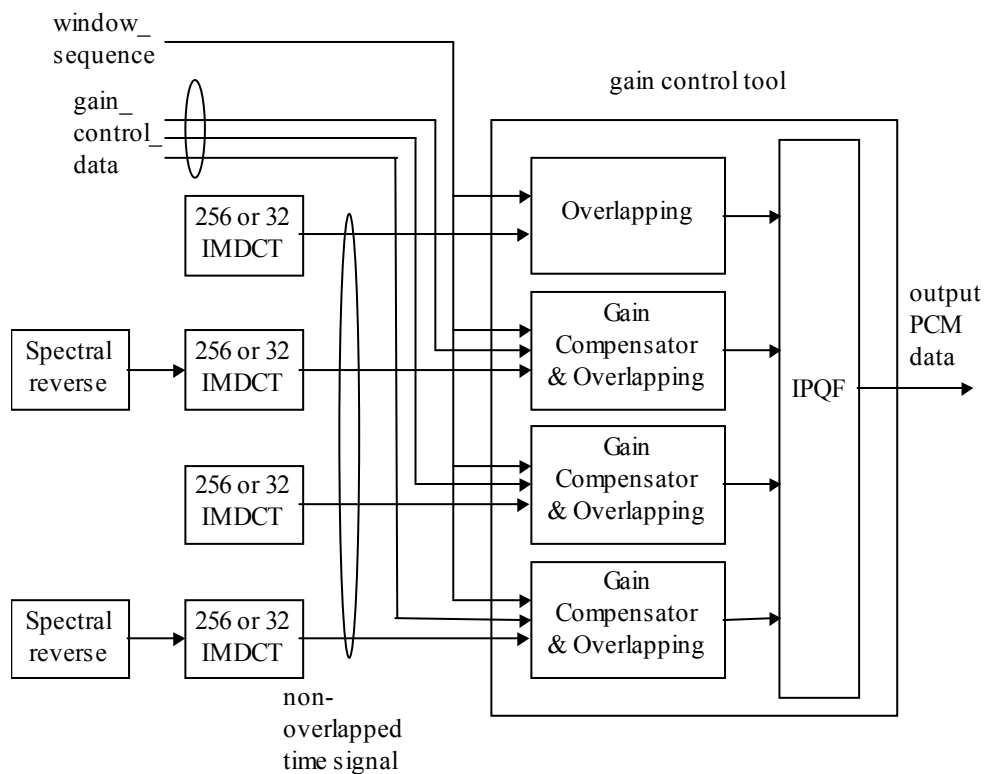 window_
sequence
gain control tool
gain_
control_
data
256 or 32
IMDCT
Overlapping
Spectral
reverse
256 or 32
IMDCT
Gain
Compensator
& Overlapping
IPQF
output
PCM
data
256 or 32
IMDCT
Gain
Compensator
& Overlapping
Spectral
reverse
256 or 32
IMDCT
Gain
Compensator
& Overlapping
non-
overlapped
time signal